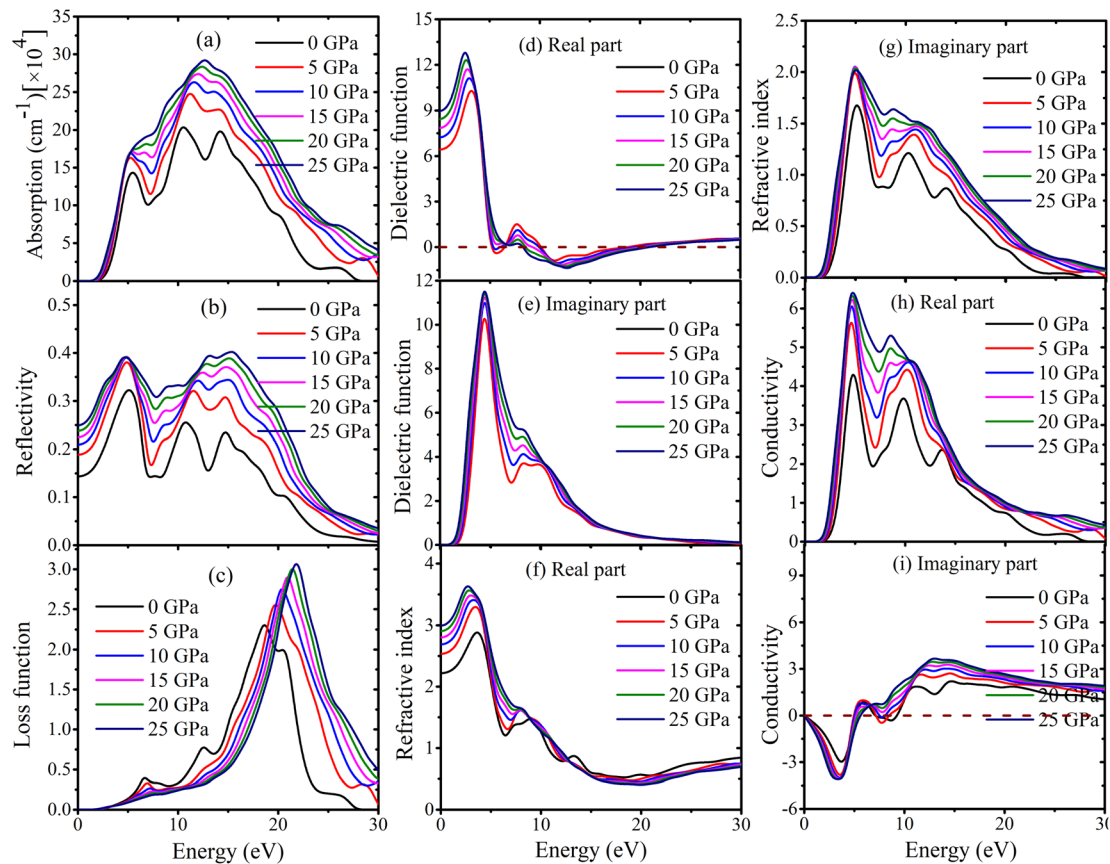 (a)
Absorption (cm⁻¹)[×10⁴)
35
30
25
20
15
10
5
0
0 GPa
5 GPa
10 GPa
15 GPa
20 GPa
25 GPa
(b)
Reflectivity
0.5
0.4
0.3
0.2
0.1
0.0
0 GPa
5 GPa
10 GPa
15 GPa
20 GPa
25 GPa
(c)
Loss function
3.0
2.5
2.0
1.5
1.0
0.5
0.0
0 GPa
5 GPa
10 GPa
15 GPa
20 GPa
25 GPa
0 10 20 30
Energy (eV)
(d) Real part
Dielectric function
15
12
9
6
3
0
0 GPa
5 GPa
10 GPa
15 GPa
20 GPa
25 GPa
(e) Imaginary part
Dielectric function
12
10
8
6
4
2
0
0 GPa
5 GPa
10 GPa
15 GPa
20 GPa
25 GPa
(f) Real part
Refractive index
4
3
2
1
0
0 GPa
5 GPa
10 GPa
15 GPa
20 GPa
25 GPa
0 10 20 30
Energy (eV)
(g) Imaginary part
Refractive index
2.5
2.0
1.5
1.0
0.5
0.0
0 GPa
5 GPa
10 GPa
15 GPa
20 GPa
25 GPa
(h) Real part
Conductivity
6
5
4
3
2
1
0
0 GPa
5 GPa
10 GPa
15 GPa
20 GPa
25 GPa
(i) Imaginary part
Conductivity
9
6
3
0
-3
-6
0 GPa
5 GPa
10 GPa
15 GPa
20 GPa
25 GPa
0 10 20 30
Energy (eV)